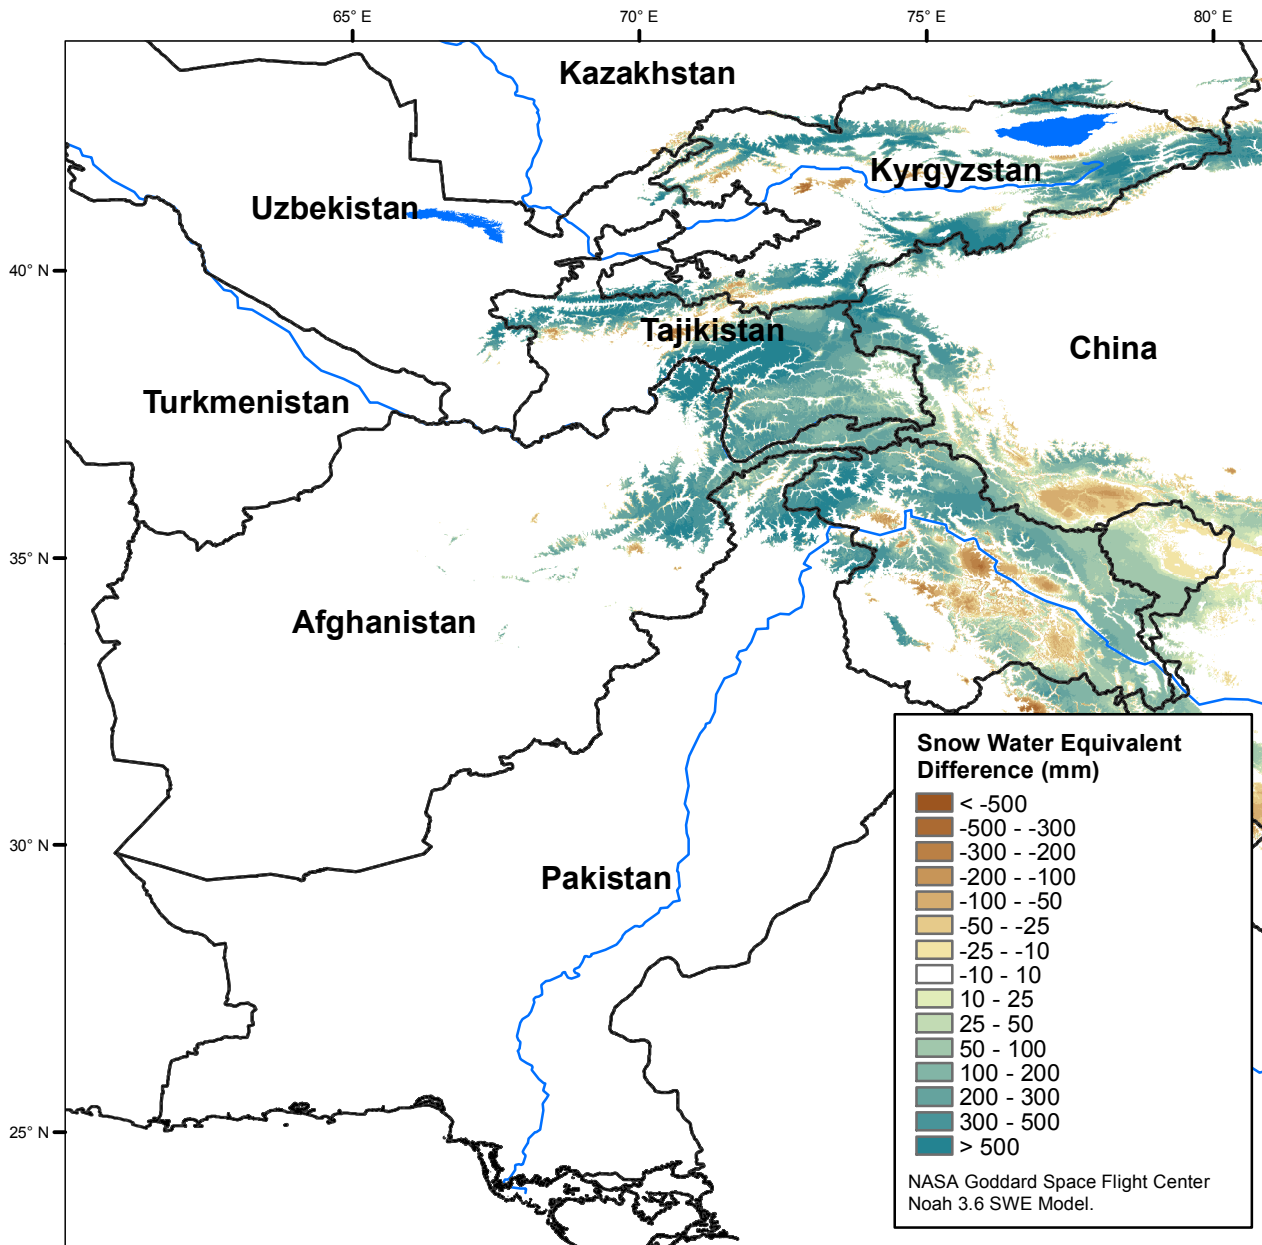 65° E
70° E
75° E
80° E
Kazakhstan
Kyrgyzstan
Uzbekistan
40° N
Tajikistan
China
Turkmenistan
35° N
Afghanistan
30° N
Pakistan
25° N
Snow Water Equivalent
Difference (mm)
< -500
-500 - -300
-300 - -200
-200 - -100
-100 - -50
-50 - -25
-25 - -10
-10 - 10
10 - 25
25 - 50
50 - 100
100 - 200
200 - 300
300 - 500
> 500
NASA Goddard Space Flight Center
Noah 3.6 SWE Model.